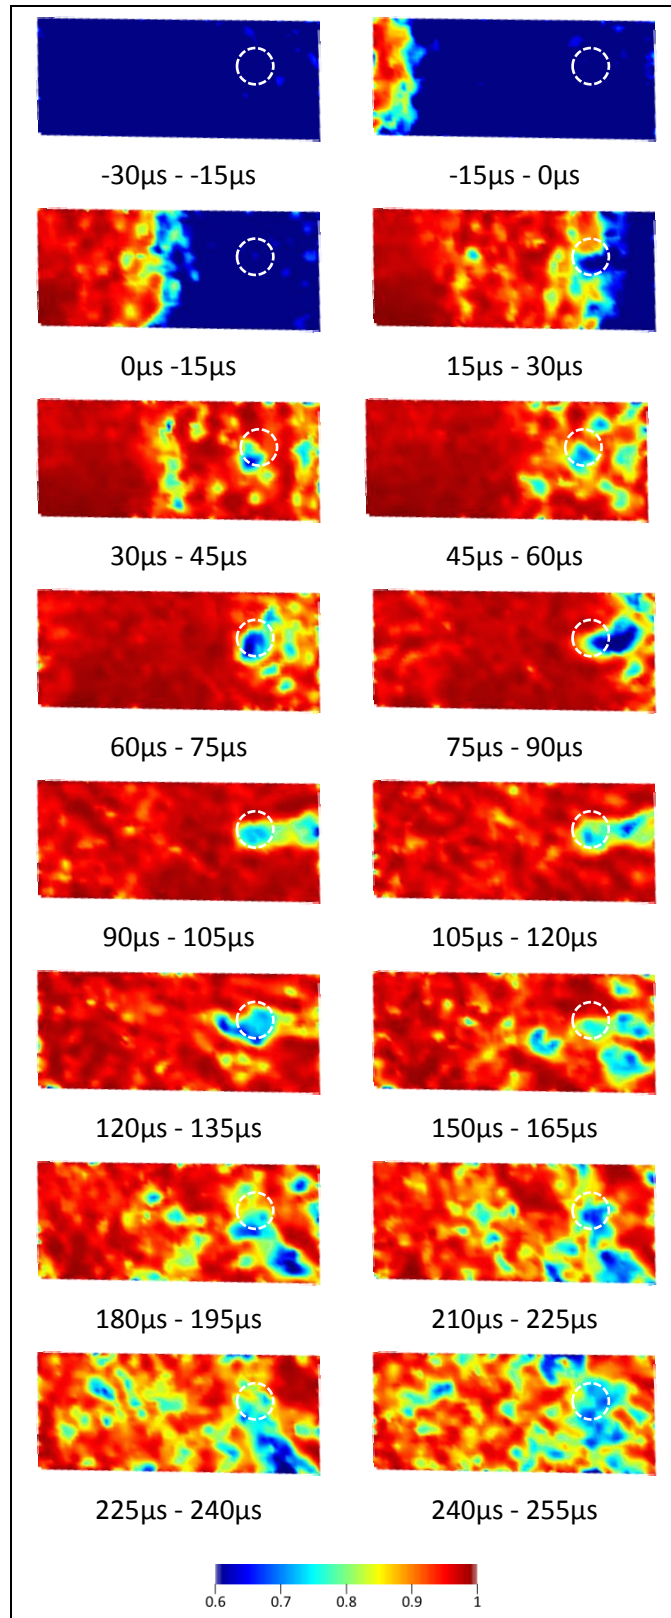 -30µs - -15µs
-15µs - 0µs
0µs -15µs
15µs - 30µs
30µs - 45µs
45µs - 60µs
60µs - 75µs
75µs - 90µs
90µs - 105µs
105µs - 120µs
120µs - 135µs
150µs - 165µs
180µs - 195µs
210µs - 225µs
225µs - 240µs
240µs - 255µs
0.6 0.7 0.8 0.9 1